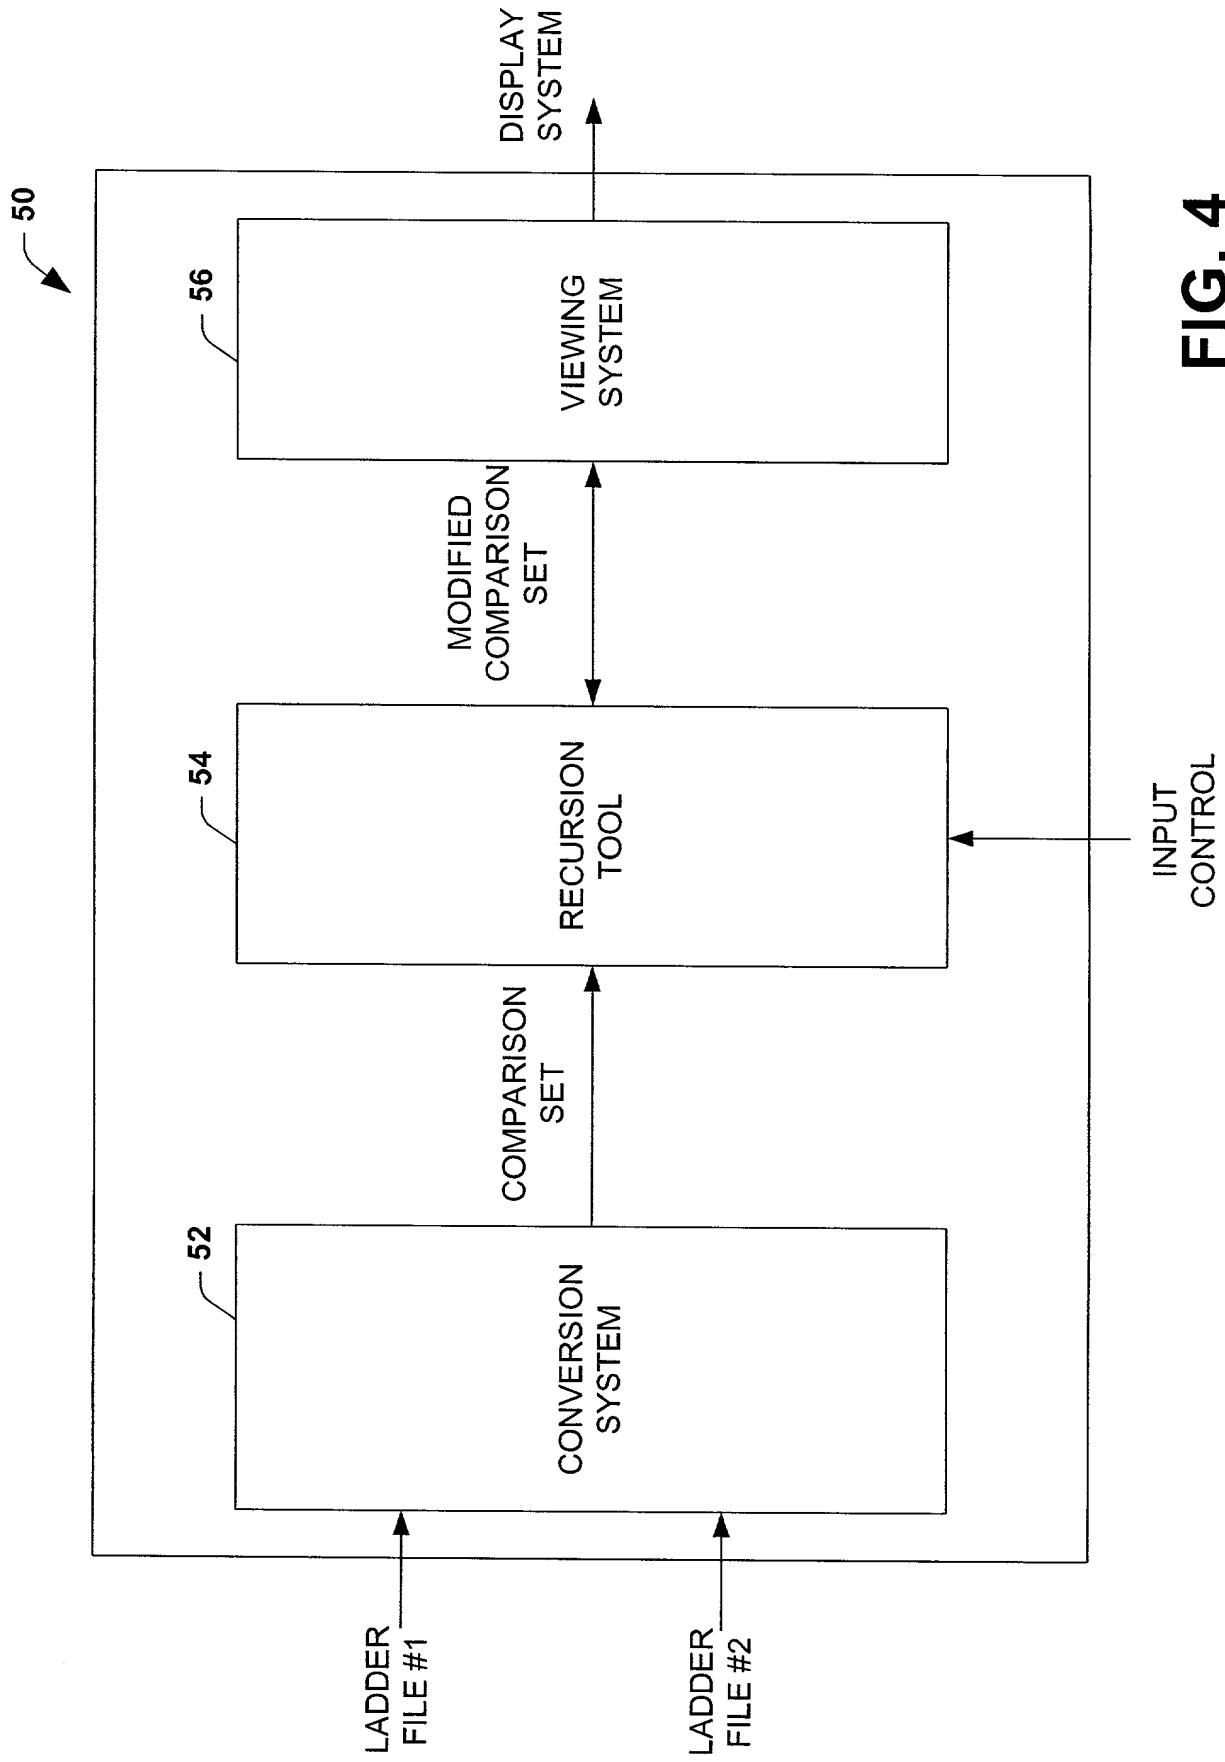 50
52
54
56
LADDER
FILE #1
LADDER
FILE #2
CONVERSION
SYSTEM
COMPARISON
SET
RECURSION
TOOL
MODIFIED
COMPARISON
SET
VIEWING
SYSTEM
DISPLAY
SYSTEM
INPUT
CONTROL
FIG. 4